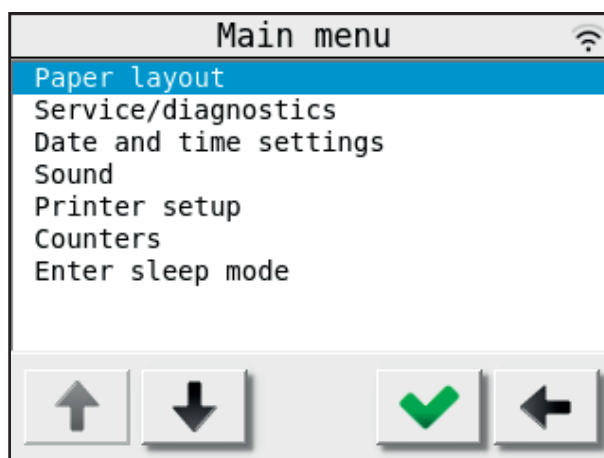 Main menu
Paper layout
Service/diagnostics
Date and time settings
Sound
Printer setup
Counters
Enter sleep mode